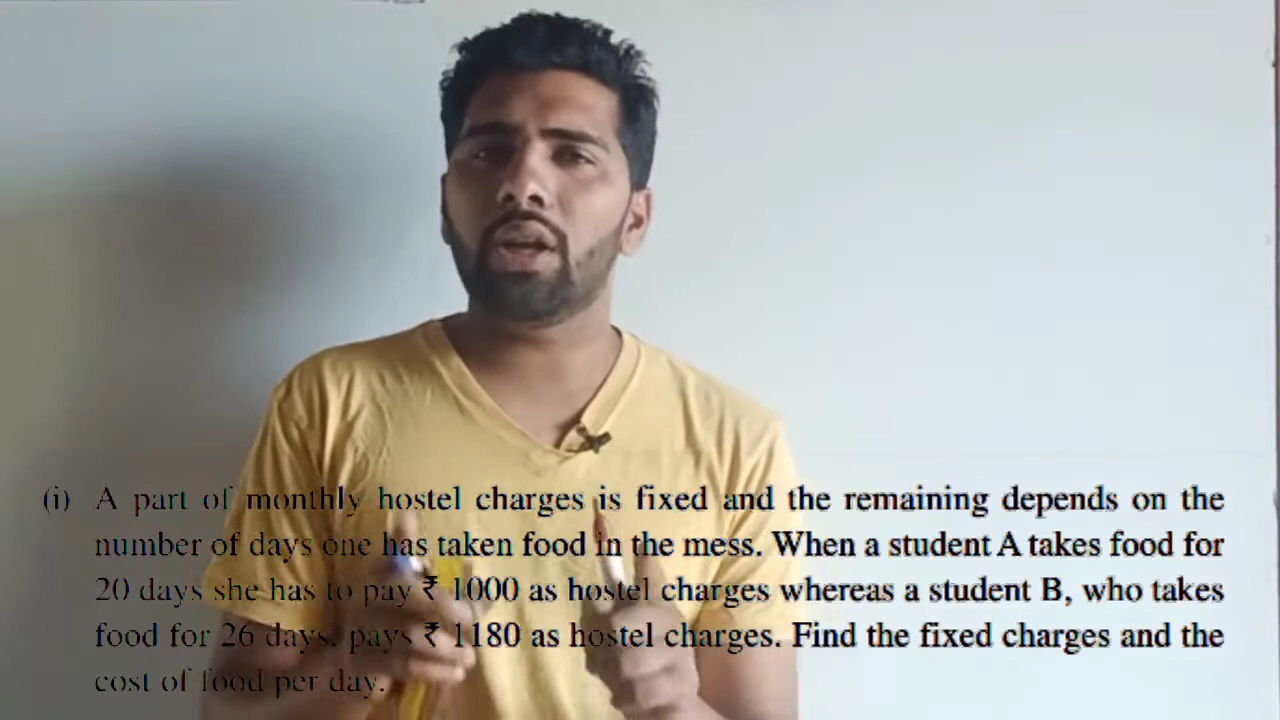 (i) A part of monthly hostel charges is fixed and the remaining depends on the
number of days one has taken food in the mess. When a student A takes food for
20 days she has to pay ₹ 1000 as hostel charges whereas a student B, who takes
food for 26 days, pays ₹ 1180 as hostel charges. Find the fixed charges and the
cost of food per day.